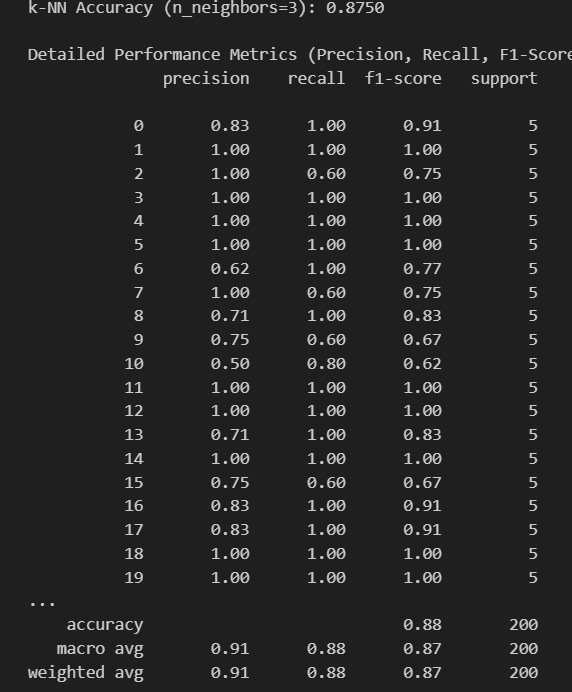 k-NN Accuracy (n_neighbors=3): 0.8750
Detailed Performance Metrics (Precision, Recall, F1-Score
precision recall f1-score support
0 0.83 1.00 0.91 5
1 1.00 1.00 1.00 5
2 1.00 0.60 0.75 5
3 1.00 1.00 1.00 5
4 1.00 1.00 1.00 5
5 1.00 1.00 1.00 5
6 0.62 1.00 0.77 5
7 1.00 0.60 0.75 5
8 0.71 1.00 0.83 5
9 0.75 0.60 0.67 5
10 0.50 0.80 0.62 5
11 1.00 1.00 1.00 5
12 1.00 1.00 1.00 5
13 0.71 1.00 0.83 5
14 1.00 1.00 1.00 5
15 0.75 0.60 0.67 5
16 0.83 1.00 0.91 5
17 0.83 1.00 0.91 5
18 1.00 1.00 1.00 5
19 1.00 1.00 1.00 5
...
accuracy 0.88 200
macro avg 0.91 0.88 0.87 200
weighted avg 0.91 0.88 0.87 200